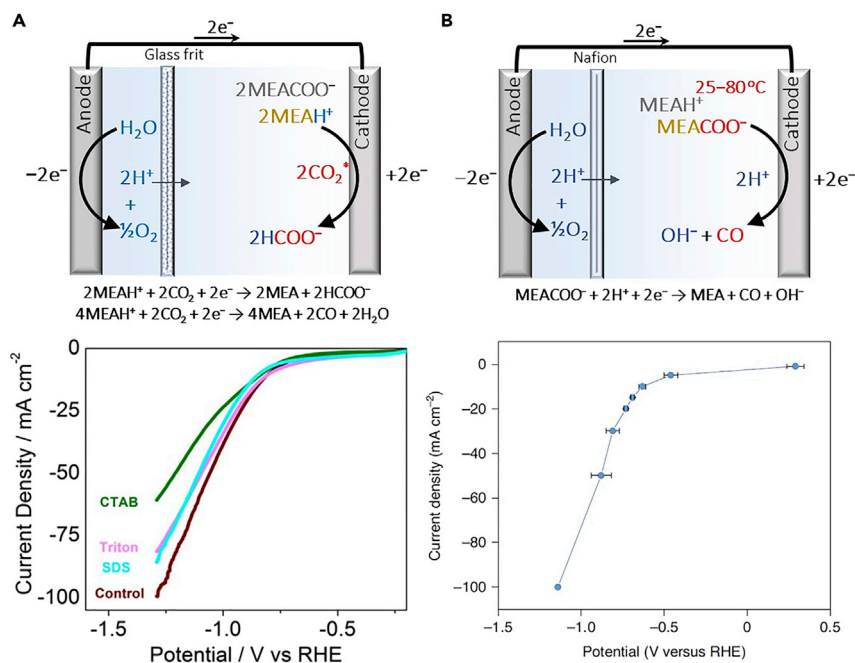 A
2e⁻
Glass frit
Anode
Cathode
2MEACOO⁻
2MEAH⁺
H₂O
−2e⁻
2H⁺
+
½O₂
2CO₂*
2HCOO⁻
+2e⁻
2MEAH⁺ + 2CO₂ + 2e⁻ → 2MEA + 2HCOO⁻
4MEAH⁺ + 2CO₂ + 2e⁻ → 4MEA + 2CO + 2H₂O
B
2e⁻
Nafion
Anode
Cathode
25–80°C
MEAH⁺
MEACOO⁻
H₂O
−2e⁻
2H⁺
+
½O₂
2H⁺
OH⁻ + CO
+2e⁻
MEACOO⁻ + 2H⁺ + 2e⁻ → MEA + CO + OH⁻
Current Density / mA cm⁻²
0
-25
-50
-75
-100
CTAB
Triton
SDS
Control
-1.5
-1.0
-0.5
Potential / V vs RHE
Current density (mA cm⁻²)
0
−20
−40
−60
−80
−100
−1.5
−1.0
−0.5
0
0.5
Potential (V versus RHE)